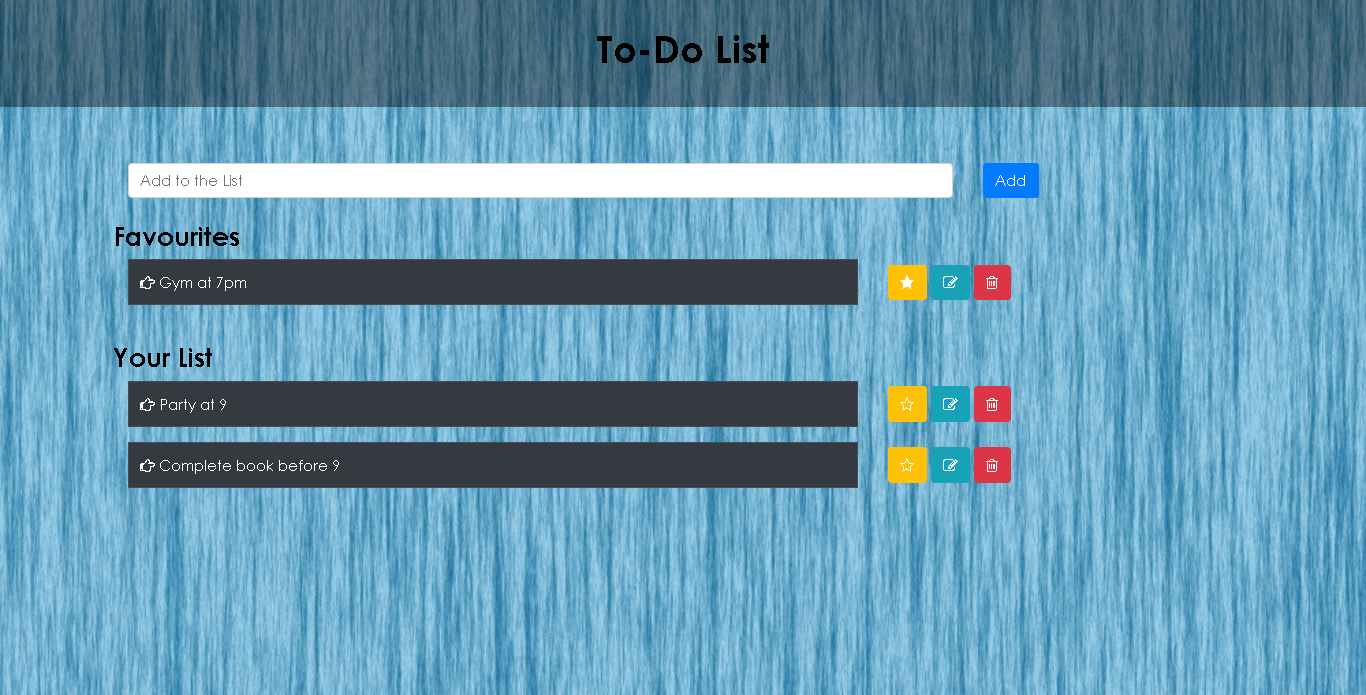 To-Do List
Add to the List
Add
Favourites
Gym at 7pm
Your List
Party at 9
Complete book before 9